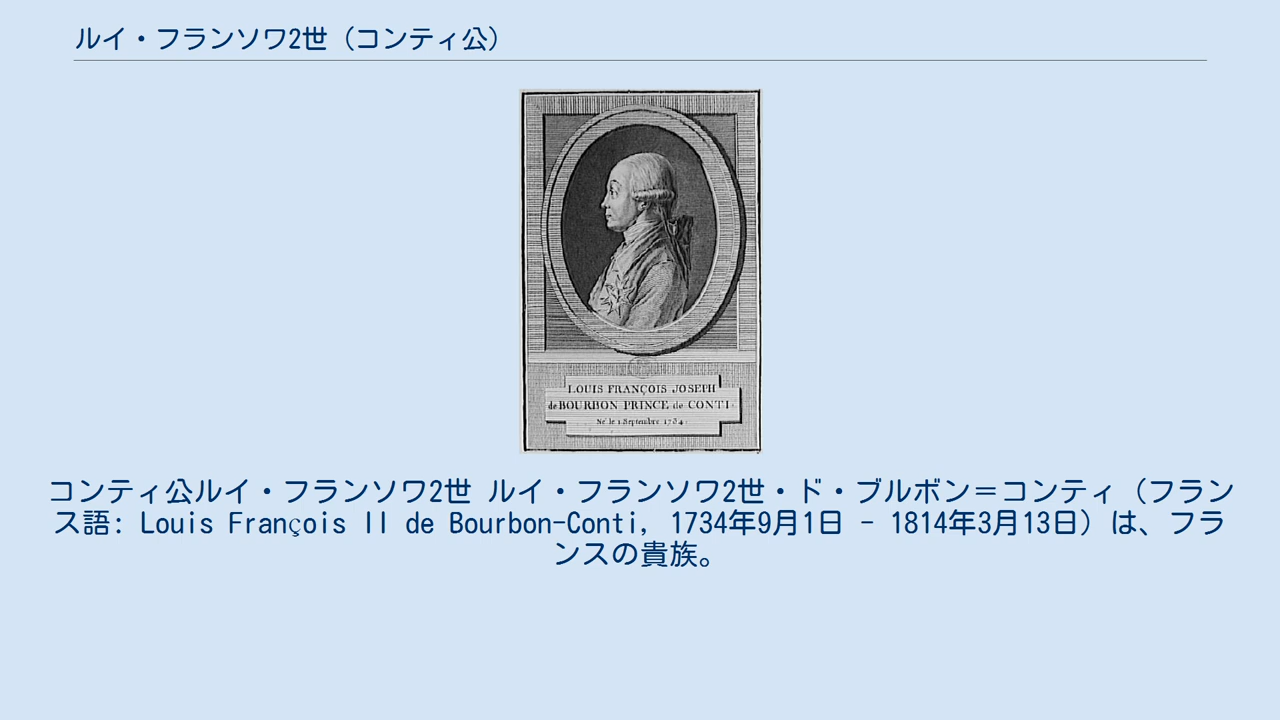 ルイ・フランソワ2世（コンティ公）
LOUIS FRANÇOIS JOSEPH
de BOURBON PRINCE de CONTI.
Né le 1 Septembre 1734.
コンティ公ルイ・フランソワ2世 ルイ・フランソワ2世・ド・ブルボン＝コンティ（フラン
ス語: Louis François II de Bourbon-Conti, 1734年9月1日 - 1814年3月13日）は、フラ
ンスの貴族。